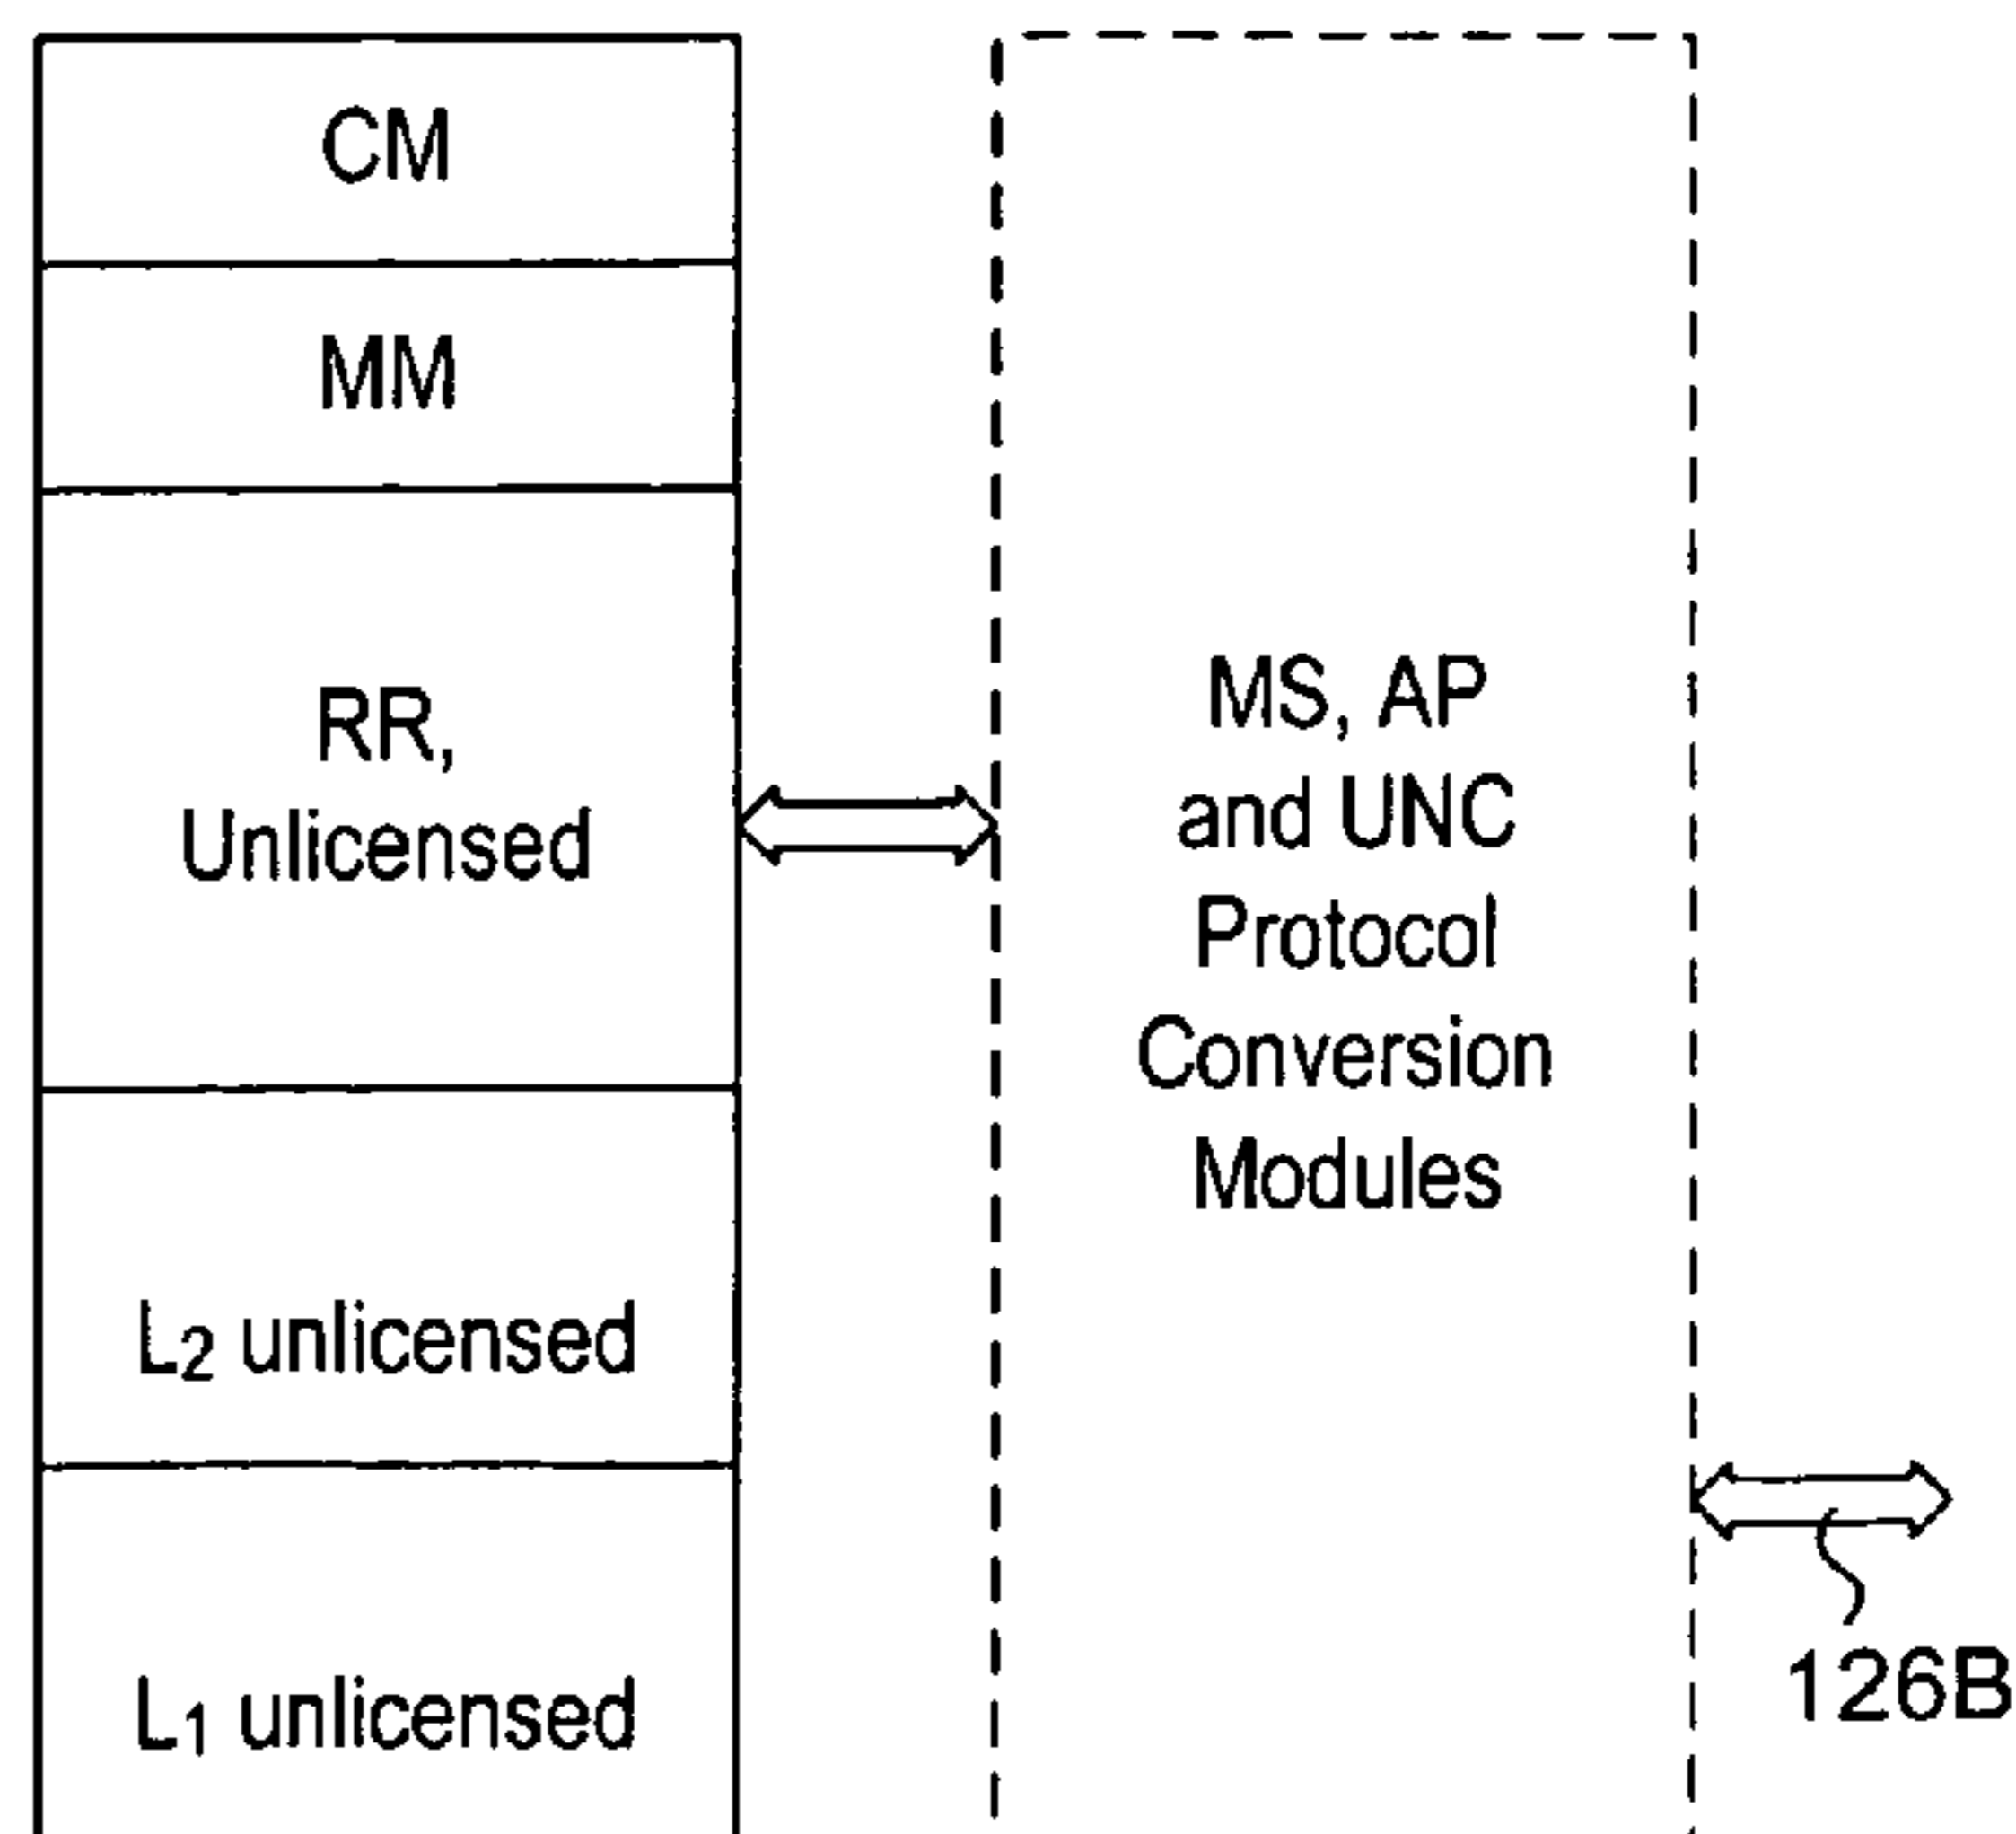 CM
MM
RR,
Unlicensed
L₂ unlicensed
L₁ unlicensed
MS, AP
and UNC
Protocol
Conversion
Modules
126B